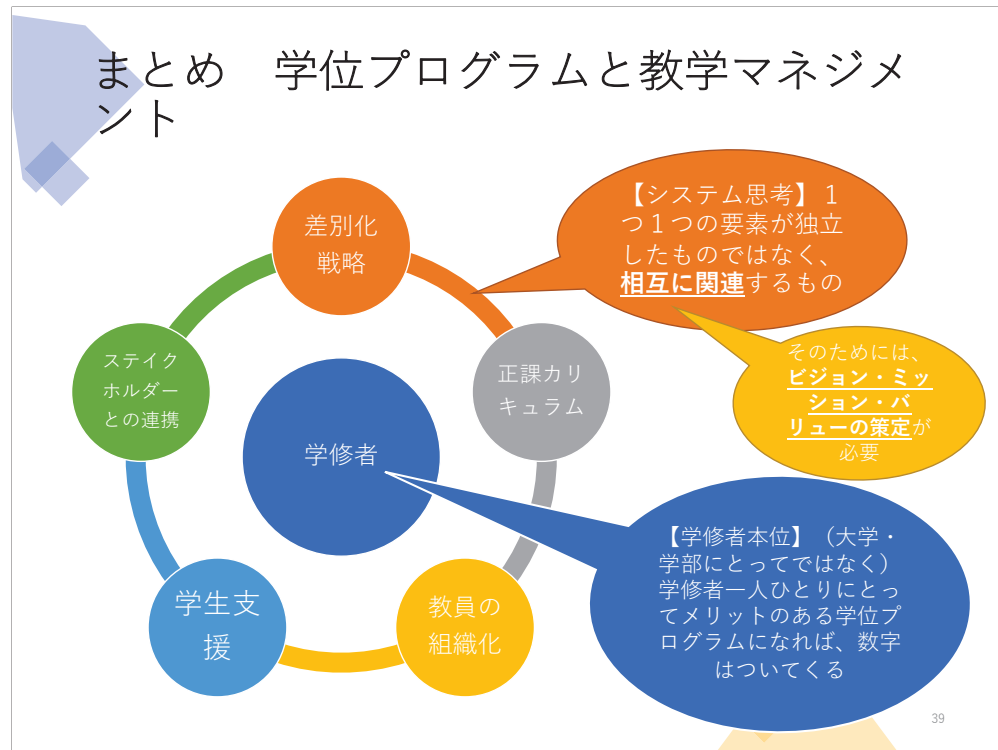 まとめ　学位プログラムと教学マネジメ
ント
差別化
戦略
【システム思考】１
つ１つの要素が独立
したものではなく、
相互に関連するもの
ステイク
ホルダー
との連携
正課カリ
キュラム
そのためには、
ビジョン・ミッ
ション・バ
リューの策定が
必要
学修者
【学修者本位】（大学・
学部にとってではなく）
学修者一人ひとりにとっ
てメリットのある学位プ
ログラムになれば、数字
はついてくる
学生支
援
教員の
組織化
39